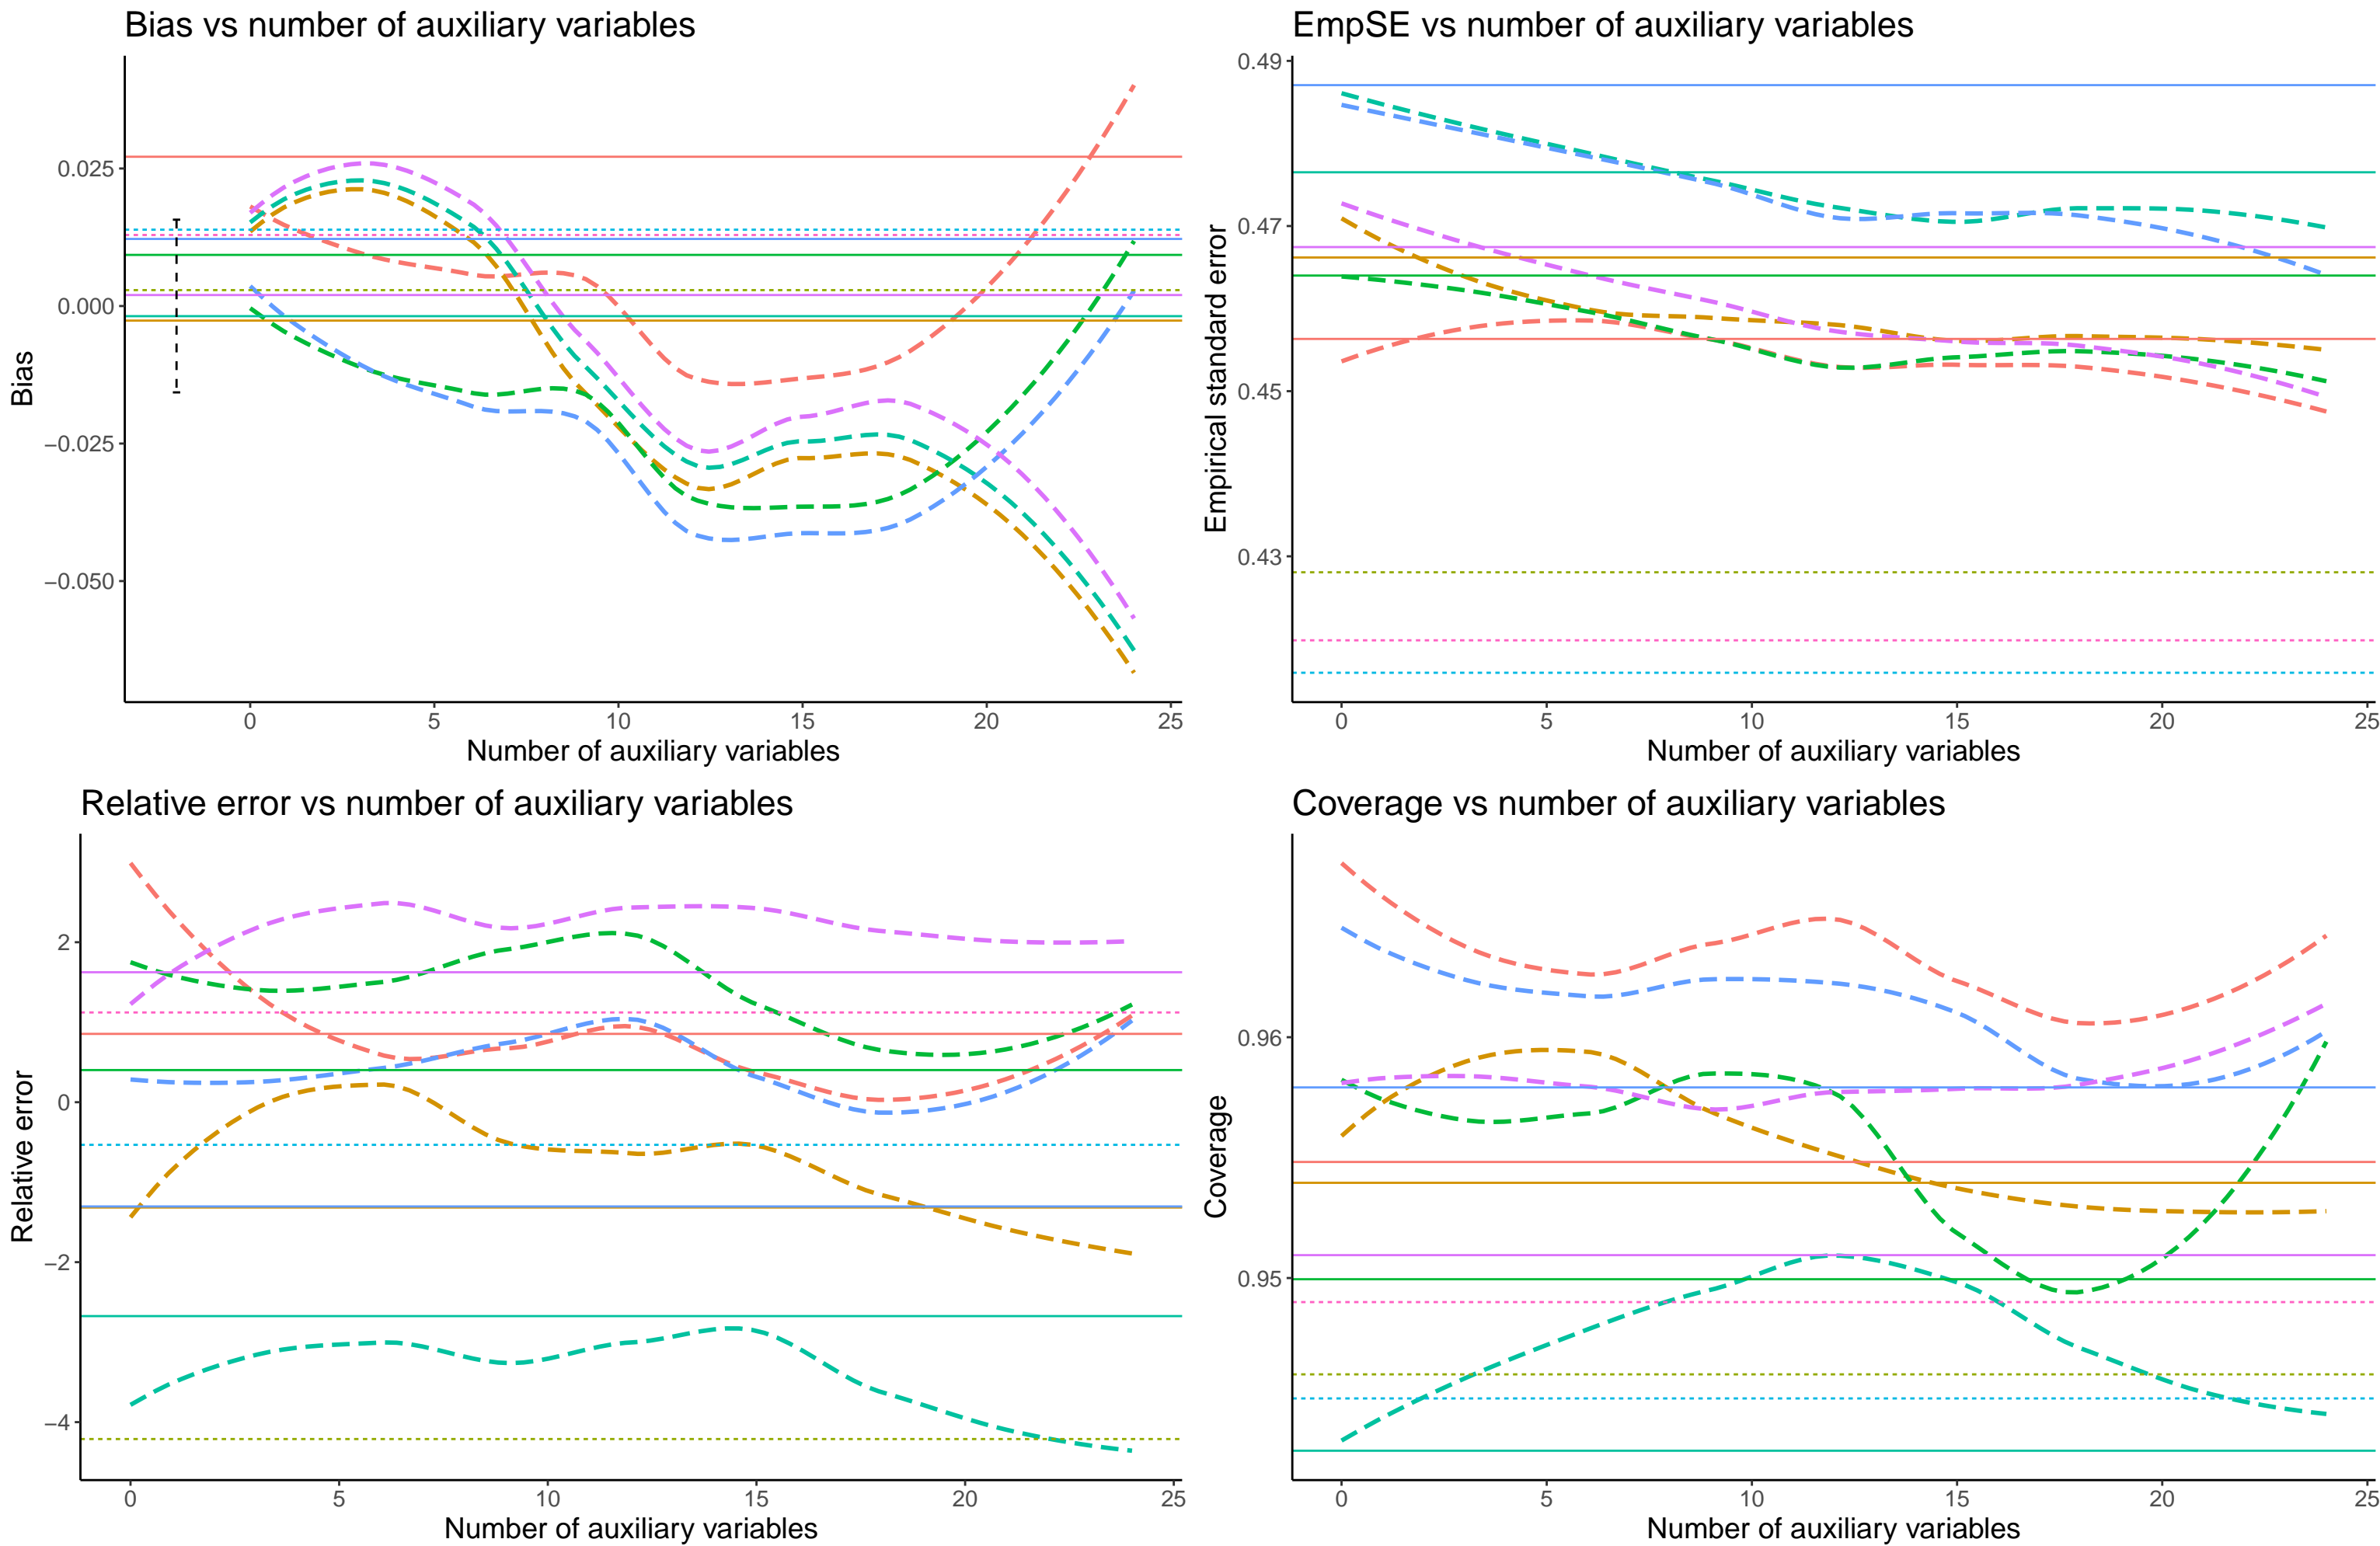 Bias vs number of auxiliary variables
0.025
0.000
−0.025
−0.050
Bias
0 5 10 15 20 25
Number of auxiliary variables
EmpSE vs number of auxiliary variables
0.49
0.47
0.45
0.43
Empirical standard error
0 5 10 15 20 25
Number of auxiliary variables
Relative error vs number of auxiliary variables
2
0
−2
−4
Relative error
0 5 10 15 20 25
Number of auxiliary variables
Coverage vs number of auxiliary variables
0.96
0.95
Coverage
0 5 10 15 20 25
Number of auxiliary variables